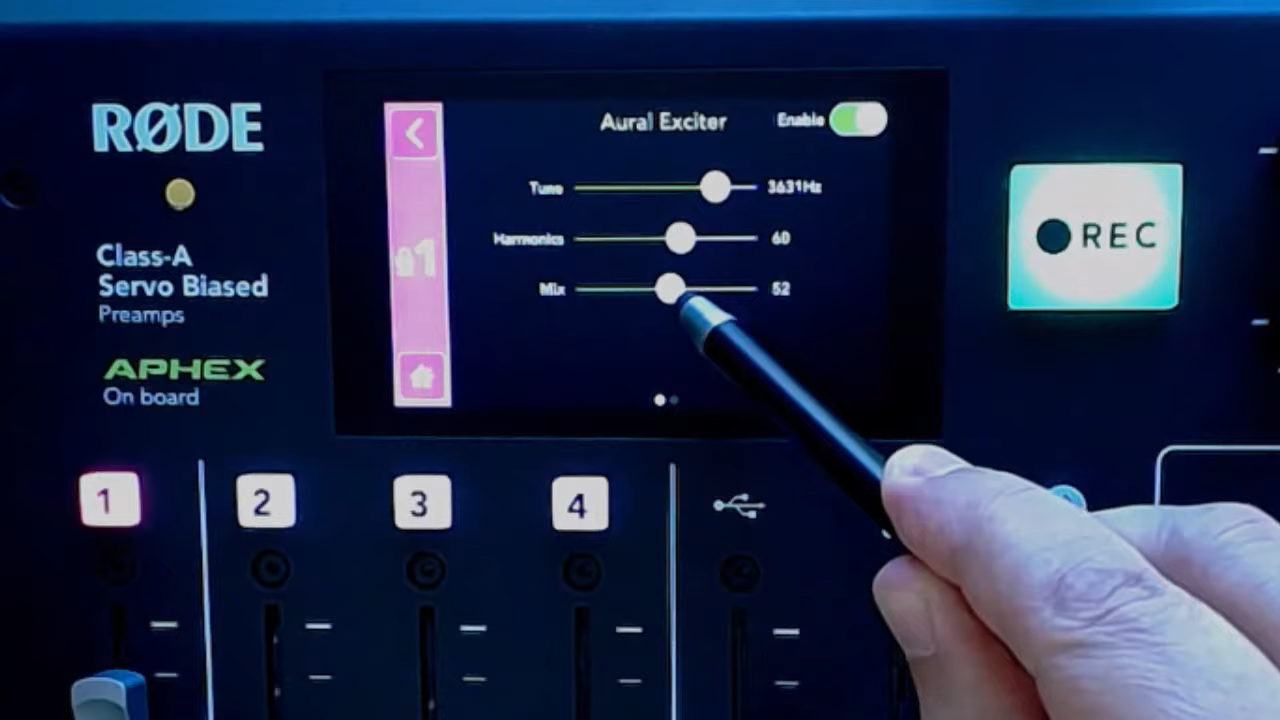 RØDE
Class-A
Servo Biased
Preamps
APHEX
On board
1
Aural Exciter
Enable
Tune 3631Hz
Harmonics 60
Mix 52
REC
1 2 3 4